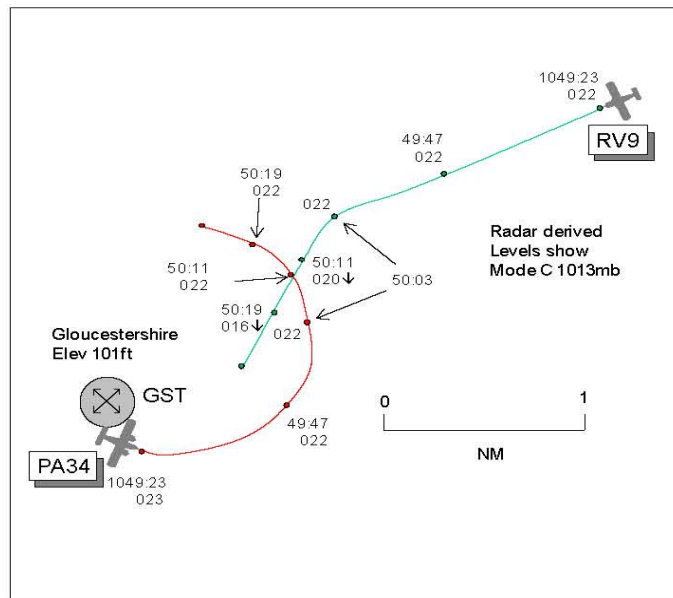 1049:23
022
RV9
49:47
022
50:19
022
022
Radar derived
Levels show
Mode C 1013mb
50:11
022
50:11
020
50:03
50:19
016
022
Gloucestershire
Elev 101ft
GST
0
1
NM
49:47
022
PA34
1049:23
023